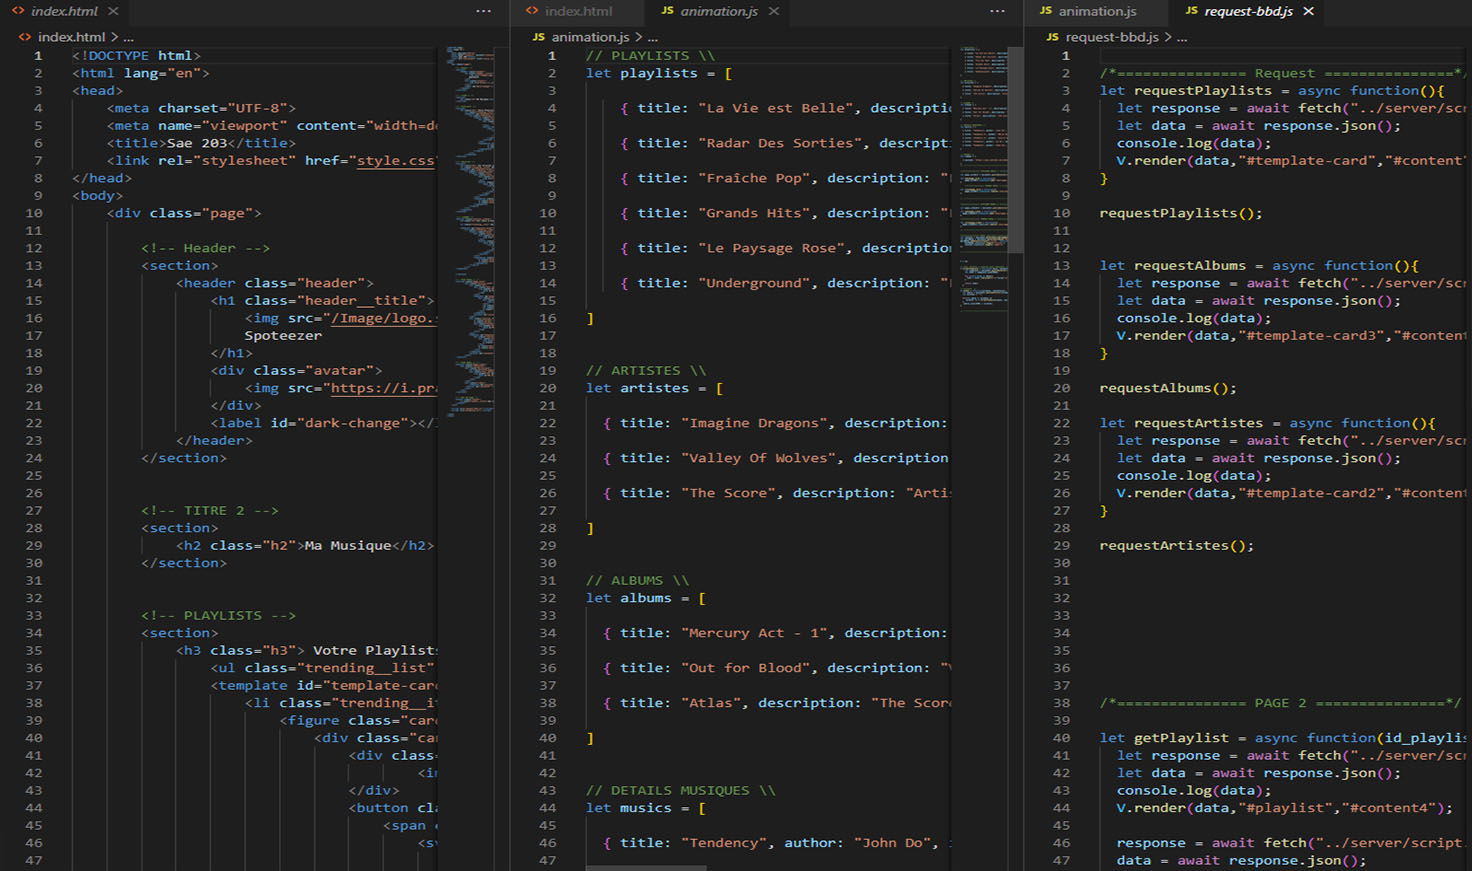 index.html
index.html > ...
1 <!DOCTYPE html>
2 <html lang="en">
3 <head>
4 <meta charset="UTF-8">
5 <meta name="viewport" content="width=de
6 <title>Sae 203</title>
7 <link rel="stylesheet" href="style.css"
8 </head>
9 <body>
10 <div class="page">
11
12 <!-- Header -->
13 <section>
14 <header class="header">
15 <h1 class="header__title">
16 <img src="/Image/logo.s
17 Spoteezer
18 </h1>
19 <div class="avatar">
20 <img src="https://i.pra
21 </div>
22 <label id="dark-change"></l
23 </header>
24 </section>
25
26
27 <!-- TITRE 2 -->
28 <section>
29 <h2 class="h2">Ma Musique</h2>
30 </section>
31
32
33 <!-- PLAYLISTS -->
34 <section>
35 <h3 class="h3"> Votre Playlists
36 <ul class="trending__list"
37 <template id="template-card
38 <li class="trending__it
39 <figure class="card
40 <div class="car
41 <div class=
42 <in
43 </div>
44 <button cla
45 <span c
46 <sv
47
index.html
JS animation.js
JS animation.js > ...
1 // PLAYLISTS \\
2 let playlists = [
3
4 { title: "La Vie est Belle", descriptio
5
6 { title: "Radar Des Sorties", descripti
7
8 { title: "Fraîche Pop", description: "
9
10 { title: "Grands Hits", description: "
11
12 { title: "Le Paysage Rose", description
13
14 { title: "Underground", description: "
15
16 ]
17
18
19 // ARTISTES \\
20 let artistes = [
21
22 { title: "Imagine Dragons", description:
23
24 { title: "Valley Of Wolves", description
25
26 { title: "The Score", description: "Artis
27
28 ]
29
30
31 // ALBUMS \\
32 let albums = [
33
34 { title: "Mercury Act - 1", description:
35
36 { title: "Out for Blood", description: "V
37
38 { title: "Atlas", description: "The Score
39
40 ]
41
42
43 // DETAILS MUSIQUES \\
44 let musics = [
45
46 { title: "Tendency", author: "John Do",
47
JS animation.js
JS request-bbd.js
JS request-bbd.js > ...
1
2 /*=============== Request ===============*/
3 let requestPlaylists = async function(){
4 let response = await fetch("../server/scr
5 let data = await response.json();
6 console.log(data);
7 V.render(data,"#template-card","#content"
8 }
9
10 requestPlaylists();
11
12
13 let requestAlbums = async function(){
14 let response = await fetch("../server/scr
15 let data = await response.json();
16 console.log(data);
17 V.render(data,"#template-card3","#content
18 }
19
20 requestAlbums();
21
22 let requestArtistes = async function(){
23 let response = await fetch("../server/scr
24 let data = await response.json();
25 console.log(data);
26 V.render(data,"#template-card2","#content
27 }
28
29 requestArtistes();
30
31
32
33
34
35
36
37
38 /*=============== PAGE 2 ===============*/
39
40 let getPlaylist = async function(id_playlis
41 let response = await fetch("../server/scr
42 let data = await response.json();
43 console.log(data);
44 V.render(data,"#playlist","#content4");
45
46 response = await fetch("../server/script.
47 data = await response.json();